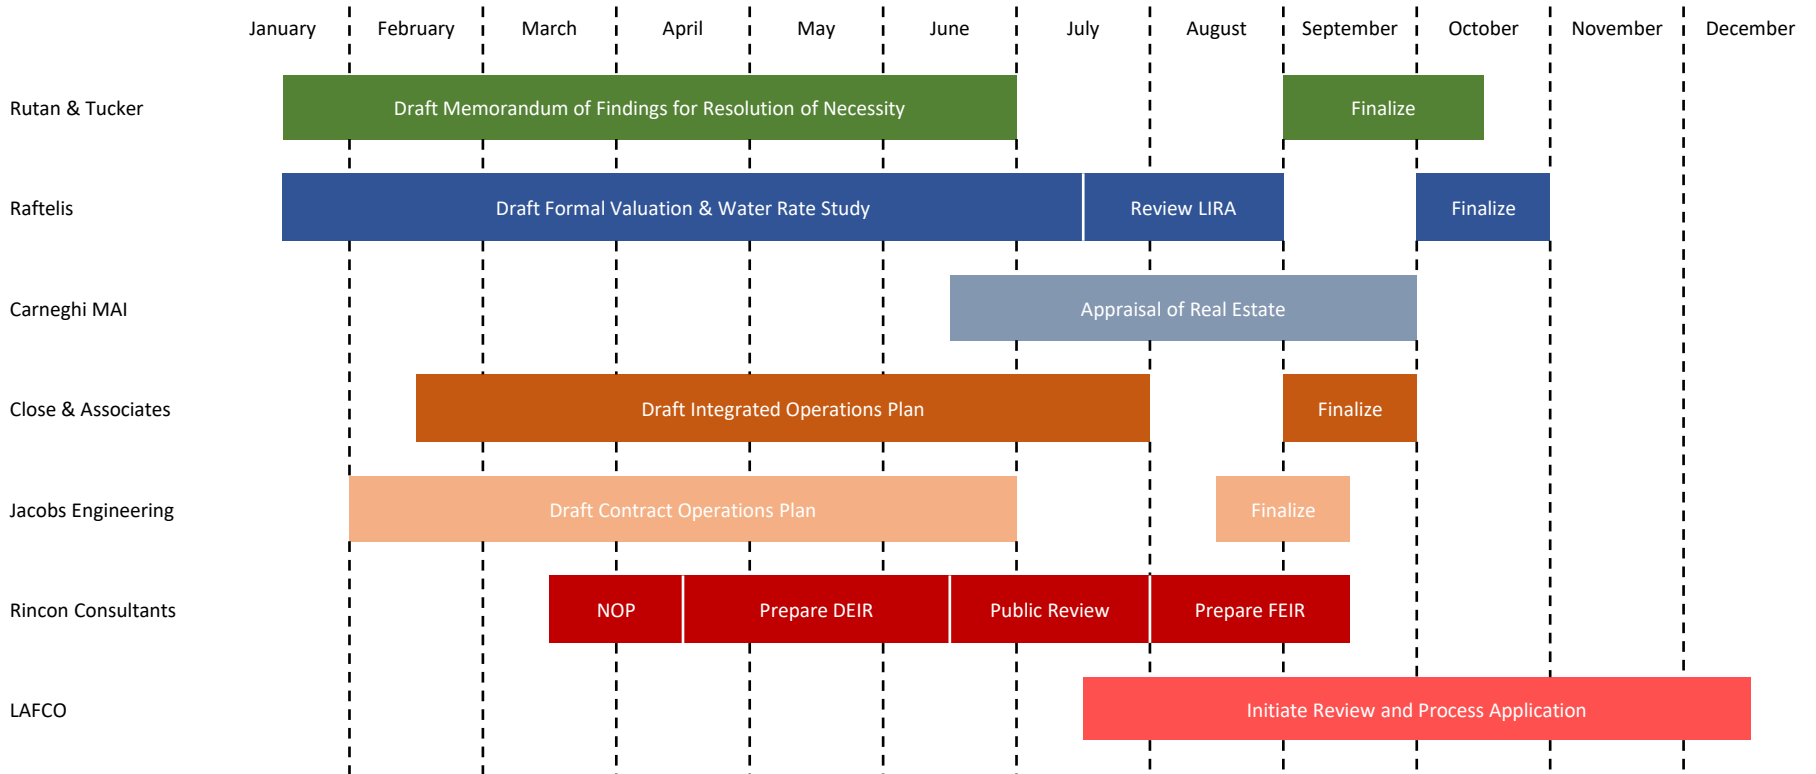 January February March April May June July August September October November December
Rutan & Tucker Draft Memorandum of Findings for Resolution of Necessity Finalize
Raftelis Draft Formal Valuation & Water Rate Study Review LIRA Finalize
Carneghi MAI Appraisal of Real Estate
Close & Associates Draft Integrated Operations Plan Finalize
Jacobs Engineering Draft Contract Operations Plan Finalize
Rincon Consultants NOP Prepare DEIR Public Review Prepare FEIR
LAFCO Initiate Review and Process Application